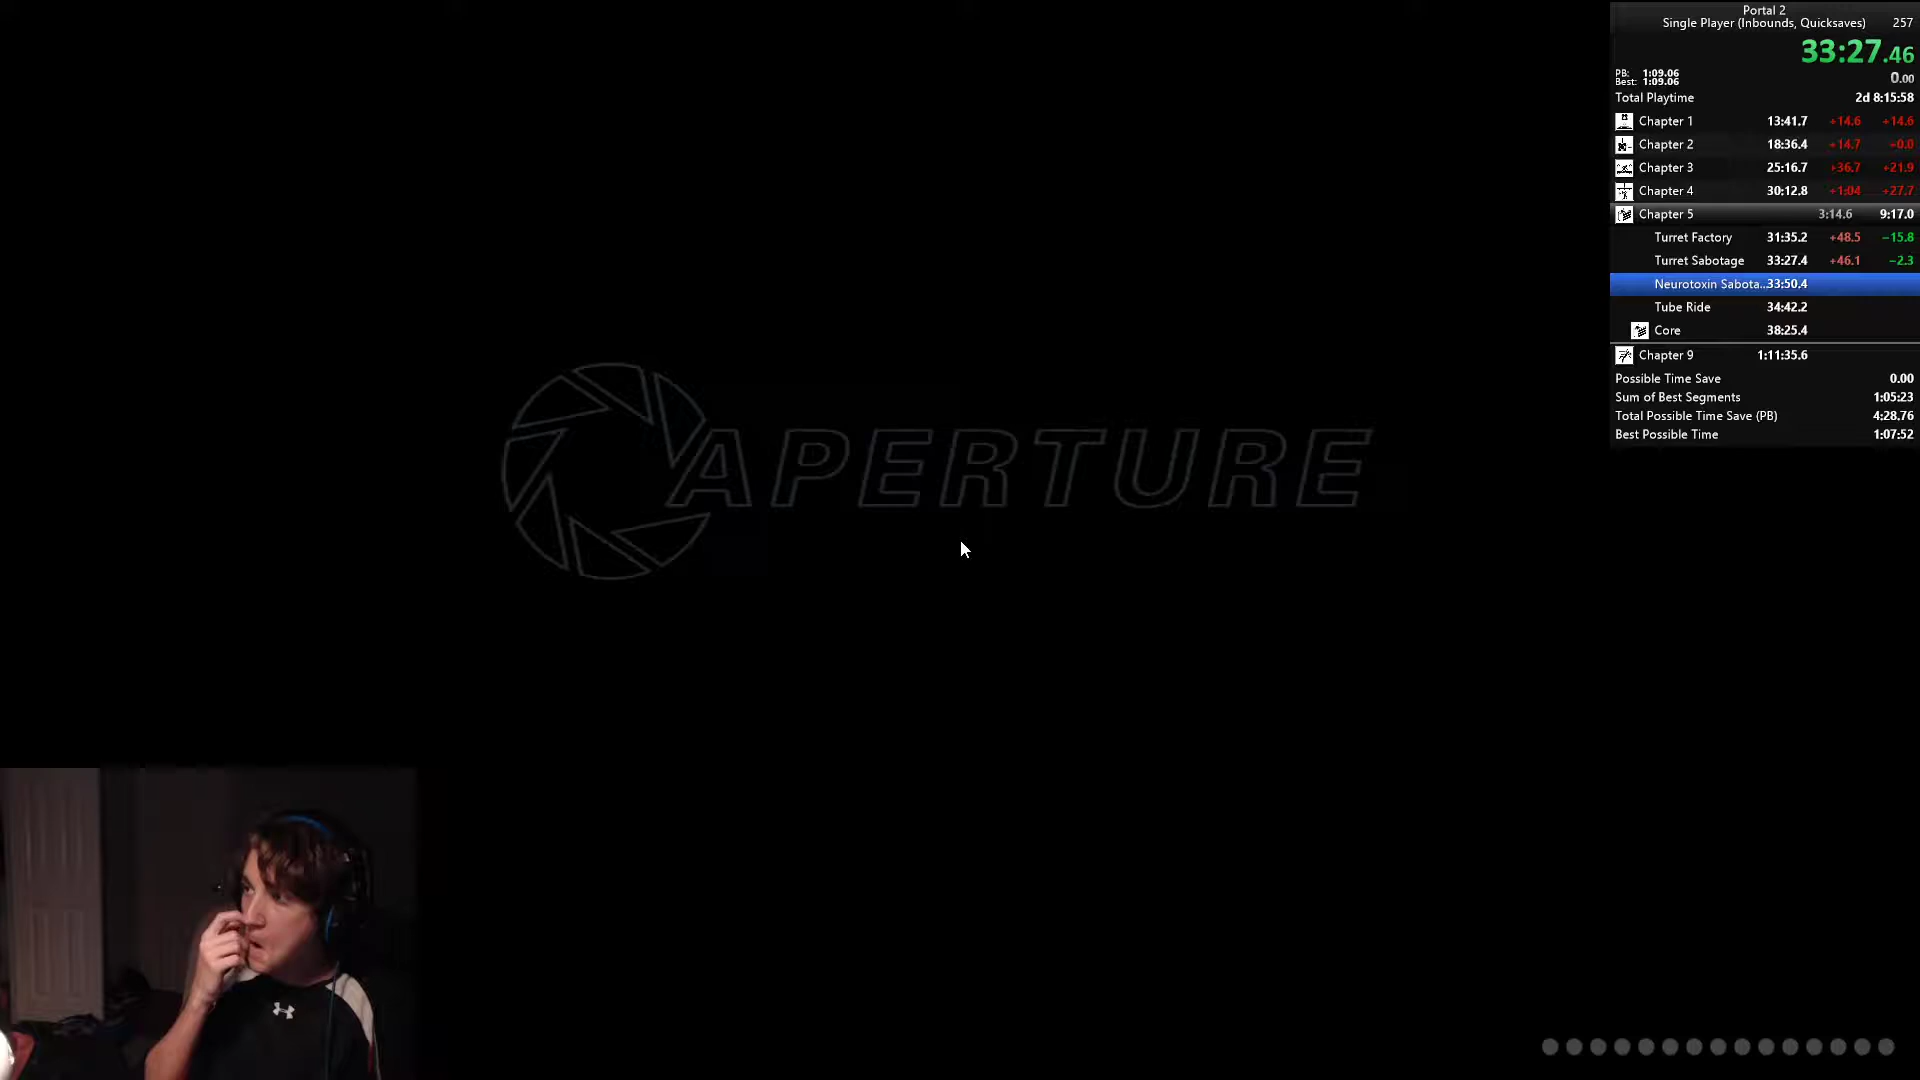 Portal 2
Single Player (Inbounds, Quicksaves) 257
33:27.46
PB: 1:09.06 0.00
Best: 1:09.06
Total Playtime 2d 8:15:58
Chapter 1 13:41.7 +14.6 +14.6
Chapter 2 18:36.4 +14.7 −0.0
Chapter 3 25:16.7 +36.7 +21.9
Chapter 4 30:12.8 +1:04 +27.7
Chapter 5 3:14.6 9:17.0
Turret Factory 31:35.2 +48.5 −15.8
Turret Sabotage 33:27.4 +46.1 −2.3
Neurotoxin Sabota... 33:50.4
Tube Ride 34:42.2
Core 38:25.4
Chapter 9 1:11:35.6
Possible Time Save 0.00
Sum of Best Segments 1:05:23
Total Possible Time Save (PB) 4:28.76
Best Possible Time 1:07:52
APERTURE